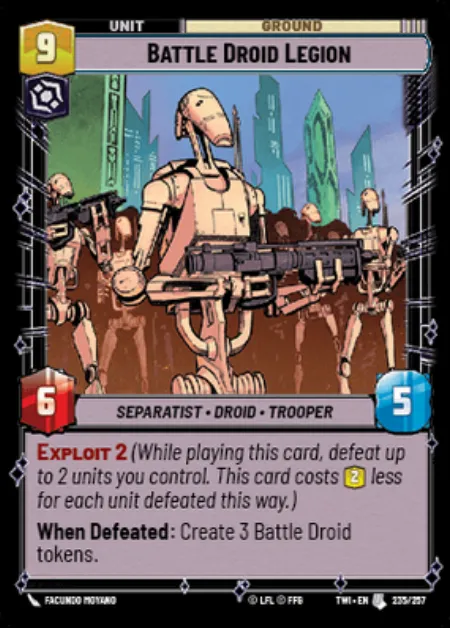 9
UNIT
GROUND
BATTLE DROID LEGION
6
SEPARATIST • DROID • TROOPER
5
EXPLOIT 2 (While playing this card, defeat up
to 2 units you control. This card costs 2 less
for each unit defeated this way.)
When Defeated: Create 3 Battle Droid
tokens.
FACUNDO MOYANO
© LFL ® FFG
TWI • EN
235/257